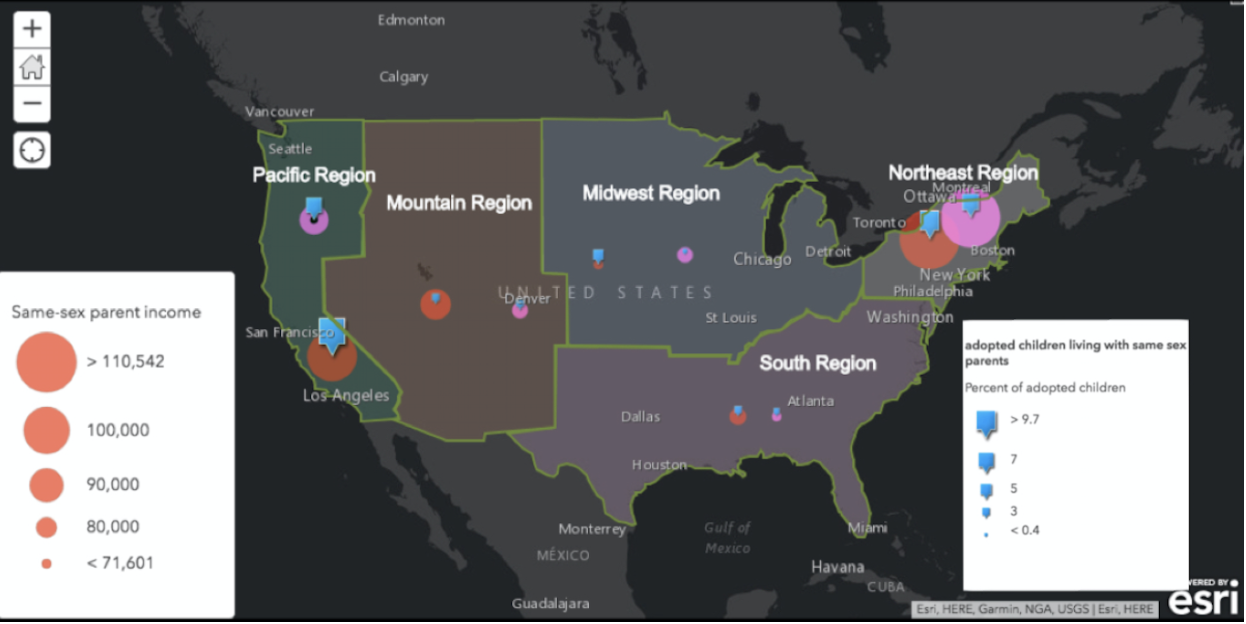 +
−
Edmonton
Calgary
Vancouver
Seattle
Pacific Region
Mountain Region
Midwest Region
Northeast Region
Montreal
Ottawa
Toronto
Boston
Detroit
Chicago
New York
Philadelphia
Denver
UNITED STATES
St Louis
Washington
San Francisco
South Region
Los Angeles
Atlanta
Dallas
Houston
Monterrey
Gulf of
Mexico
Miami
MÉXICO
Havana
CUBA
Guadalajara
Same-sex parent income
> 110,542
100,000
90,000
80,000
< 71,601
adopted children living with same sex
parents
Percent of adopted children
> 9.7
7
5
3
< 0.4
Esri, HERE, Garmin, NGA, USGS | Esri, HERE
esri